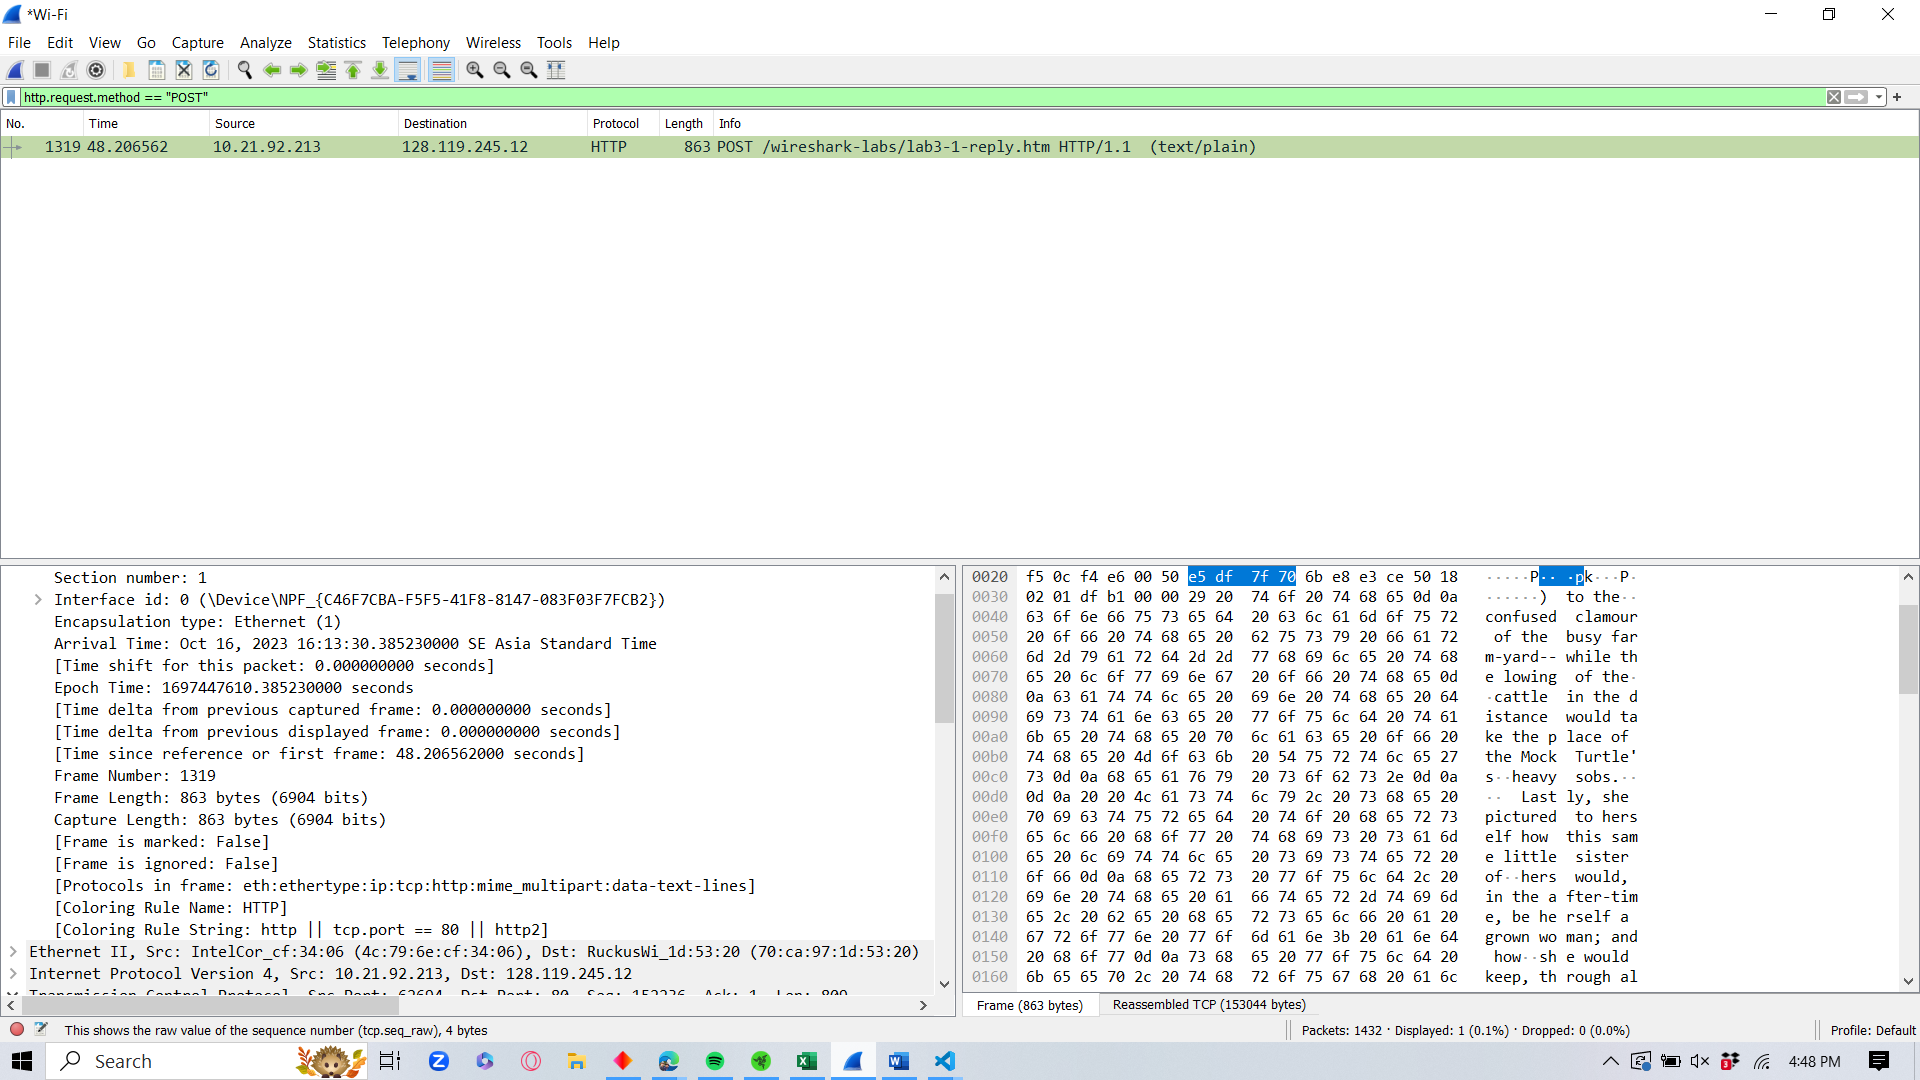 *Wi-Fi
File Edit View Go Capture Analyze Statistics Telephony Wireless Tools Help
http.request.method == "POST"
No. Time Source Destination Protocol Length Info
1319 48.206562 10.21.92.213 128.119.245.12 HTTP 863 POST /wireshark-labs/lab3-1-reply.htm HTTP/1.1 (text/plain)
Section number: 1
Interface id: 0 (\Device\NPF_{C46F7CBA-F5F5-41F8-8147-083F03F7FCB2})
Encapsulation type: Ethernet (1)
Arrival Time: Oct 16, 2023 16:13:30.385230000 SE Asia Standard Time
[Time shift for this packet: 0.000000000 seconds]
Epoch Time: 1697447610.385230000 seconds
[Time delta from previous captured frame: 0.000000000 seconds]
[Time delta from previous displayed frame: 0.000000000 seconds]
[Time since reference or first frame: 48.206562000 seconds]
Frame Number: 1319
Frame Length: 863 bytes (6904 bits)
Capture Length: 863 bytes (6904 bits)
[Frame is marked: False]
[Frame is ignored: False]
[Protocols in frame: eth:ethertype:ip:tcp:http:mime_multipart:data-text-lines]
[Coloring Rule Name: HTTP]
[Coloring Rule String: http || tcp.port == 80 || http2]
Ethernet II, Src: IntelCor_cf:34:06 (4c:79:6e:cf:34:06), Dst: RuckusWi_1d:53:20 (70:ca:97:1d:53:20)
Internet Protocol Version 4, Src: 10.21.92.213, Dst: 128.119.245.12
Transmission Control Protocol, Src Port: 62694, Dst Port: 80, Seq: 152236, Ack: 1, Len: 809
0020 f5 0c f4 e6 00 50 e5 df 7f 70 6b e8 e3 ce 50 18 ·····P·· ·pk···P·
0030 02 01 df b1 00 00 29 20 74 6f 20 74 68 65 0d 0a ······) to the··
0040 63 6f 6e 66 75 73 65 64 20 63 6c 61 6d 6f 75 72 confused clamour
0050 20 6f 66 20 74 68 65 20 62 75 73 79 20 66 61 72 of the busy far
0060 6d 2d 79 61 72 64 2d 2d 77 68 69 6c 65 20 74 68 m-yard-- while th
0070 65 20 6c 6f 77 69 6e 67 20 6f 66 20 74 68 65 0d e lowing of the·
0080 0a 63 61 74 74 6c 65 20 69 6e 20 74 68 65 20 64 ·cattle in the d
0090 69 73 74 61 6e 63 65 20 77 6f 75 6c 64 20 74 61 istance would ta
00a0 6b 65 20 74 68 65 20 70 6c 61 63 65 20 6f 66 20 ke the p lace of
00b0 74 68 65 20 4d 6f 63 6b 20 54 75 72 74 6c 65 27 the Mock Turtle'
00c0 73 0d 0a 68 65 61 76 79 20 73 6f 62 73 2e 0d 0a s··heavy sobs.··
00d0 0d 0a 20 20 4c 61 73 74 6c 79 2c 20 73 68 65 20 ·· Last ly, she
00e0 70 69 63 74 75 72 65 64 20 74 6f 20 68 65 72 73 pictured to hers
00f0 65 6c 66 20 68 6f 77 20 74 68 69 73 20 73 61 6d elf how this sam
0100 65 20 6c 69 74 74 6c 65 20 73 69 73 74 65 72 20 e little sister
0110 6f 66 0d 0a 68 65 72 73 20 77 6f 75 6c 64 2c 20 of··hers would,
0120 69 6e 20 74 68 65 20 61 66 74 65 72 2d 74 69 6d in the a fter-tim
0130 65 2c 20 62 65 20 68 65 72 73 65 6c 66 20 61 20 e, be he rself a
0140 67 72 6f 77 6e 20 77 6f 6d 61 6e 3b 20 61 6e 64 grown wo man; and
0150 20 68 6f 77 0d 0a 73 68 65 20 77 6f 75 6c 64 20 how··sh e would
0160 6b 65 65 70 2c 20 74 68 72 6f 75 67 68 20 61 6c keep, th rough al
Frame (863 bytes) Reassembled TCP (153044 bytes)
This shows the raw value of the sequence number (tcp.seq_raw), 4 bytes
Packets: 1432 · Displayed: 1 (0.1%) · Dropped: 0 (0.0%)
Profile: Default
Search
4:48 PM